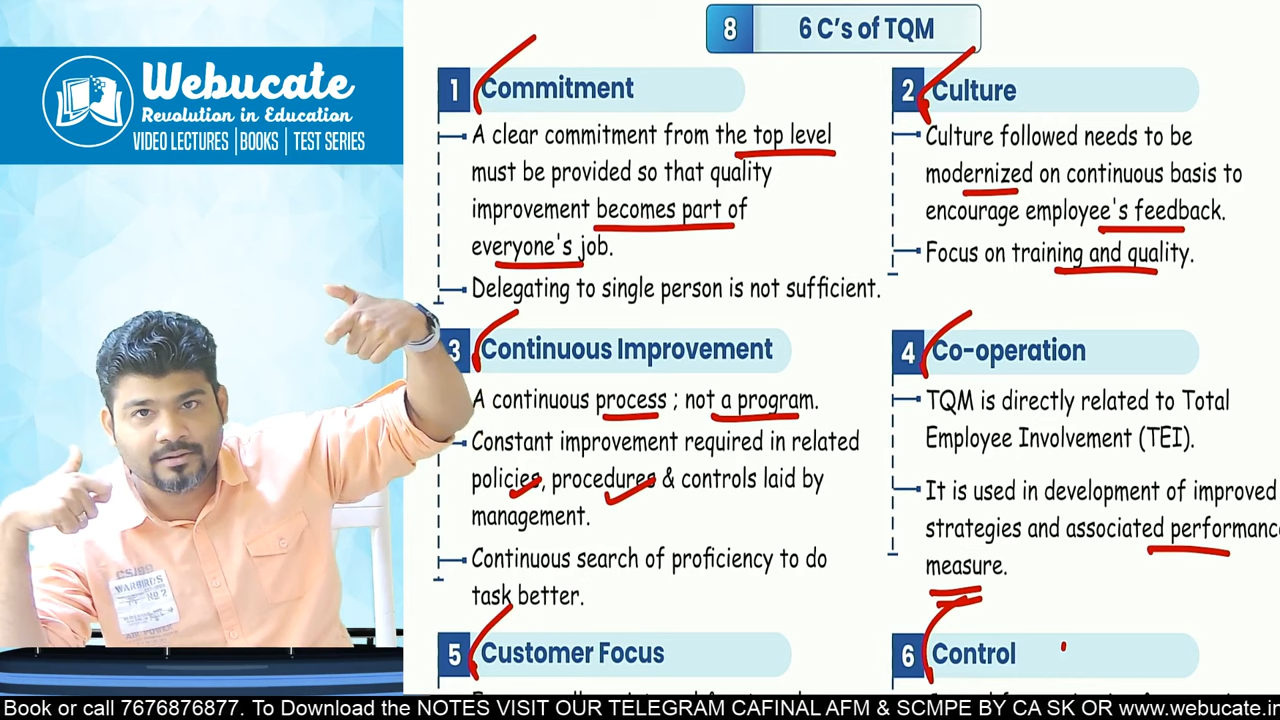 8 6 C's of TQM
Webucate
Revolution in Education
VIDEO LECTURES | BOOKS | TEST SERIES
1 Commitment
A clear commitment from the top level
must be provided so that quality
improvement becomes part of
everyone's job.
Delegating to single person is not sufficient.
2 Culture
Culture followed needs to be
modernized on continuous basis to
encourage employee's feedback.
Focus on training and quality.
3 Continuous Improvement
A continuous process ; not a program.
Constant improvement required in related
policies, procedures & controls laid by
management.
Continuous search of proficiency to do
task better.
4 Co-operation
TQM is directly related to Total
Employee Involvement (TEI).
It is used in development of improved
strategies and associated performance
measure.
5 Customer Focus
6 Control
WARBIRDS
NO 2
Book or call 7676876877. To Download the NOTES VISIT OUR TELEGRAM CAFINAL AFM & SCMPE BY CA SK OR www.webucate.in